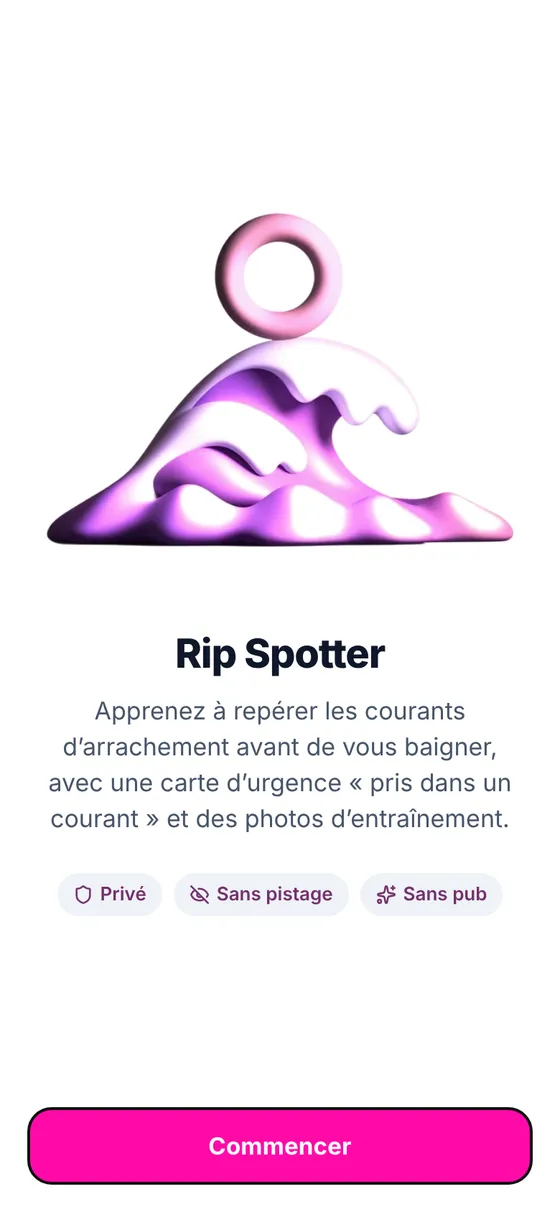 Rip Spotter
Apprenez à repérer les courants
d’arrachement avant de vous baigner,
avec une carte d’urgence « pris dans un
courant » et des photos d’entraînement.
Privé
Sans pistage
Sans pub
Commencer